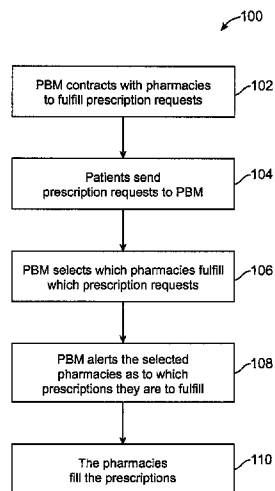 100
PBM contracts with pharmacies
to fulfill prescription requests
102
Patients send
prescription requests to PBM
104
PBM selects which pharmacies fulfill
which prescription requests
106
PBM alerts the selected
pharmacies as to which
prescriptions they are to fulfill
108
The pharmacies
fill the prescriptions
110